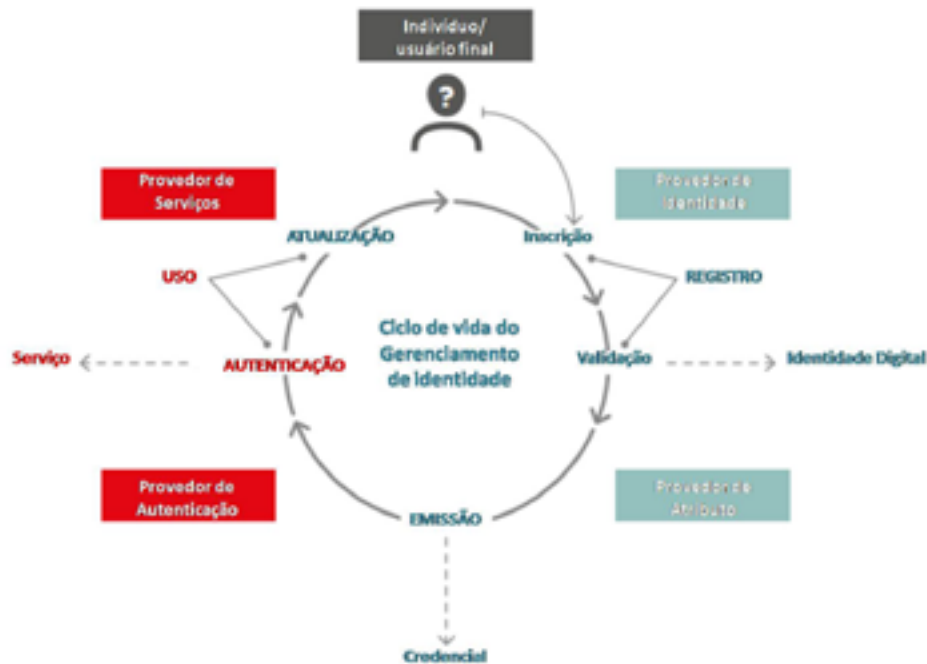 Indivíduo/
usuário final
?
Provedor de
Serviços
Provedor de
Identidade
ATUALIZAÇÃO
Inscrição
USO
REGISTRO
Ciclo de vida do
Gerenciamento
de identidade
Serviço
AUTENTICAÇÃO
Validação
Identidade Digital
Provedor de
Autenticação
Provedor de
Atributo
EMISSÃO
Credencial